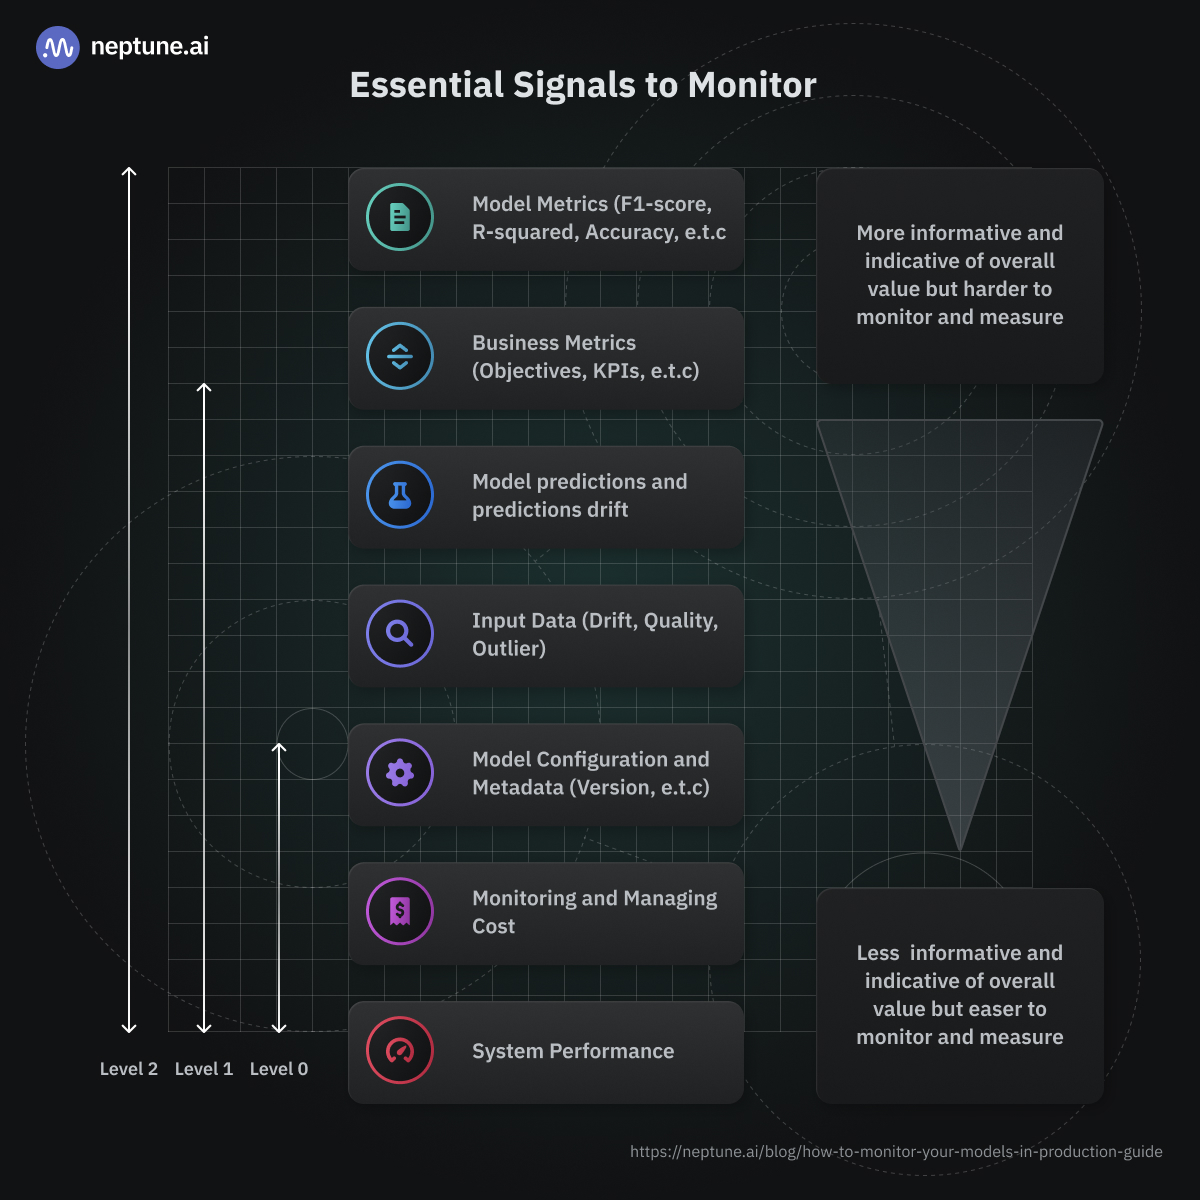 neptune.ai
Essential Signals to Monitor
Model Metrics (F1-score,
R-squared, Accuracy, e.t.c
Business Metrics
(Objectives, KPIs, e.t.c)
Model predictions and
predictions drift
Input Data (Drift, Quality,
Outlier)
Model Configuration and
Metadata (Version, e.t.c)
Monitoring and Managing
Cost
System Performance
More informative and
indicative of overall
value but harder to
monitor and measure
Less  informative and
indicative of overall
value but easer to
monitor and measure
Level 2
Level 1
Level 0
https://neptune.ai/blog/how-to-monitor-your-models-in-production-guide